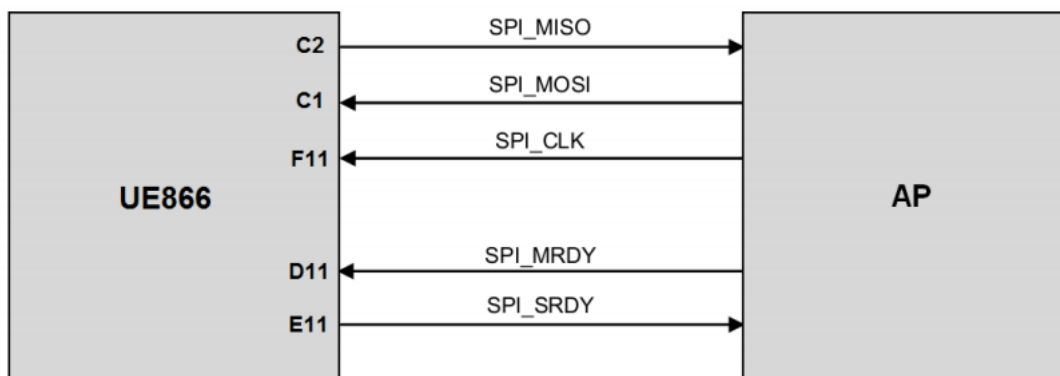 SPI_MISO
C2
SPI_MOSI
C1
SPI_CLK
F11
UE866
AP
SPI_MRDY
D11
SPI_SRDY
E11